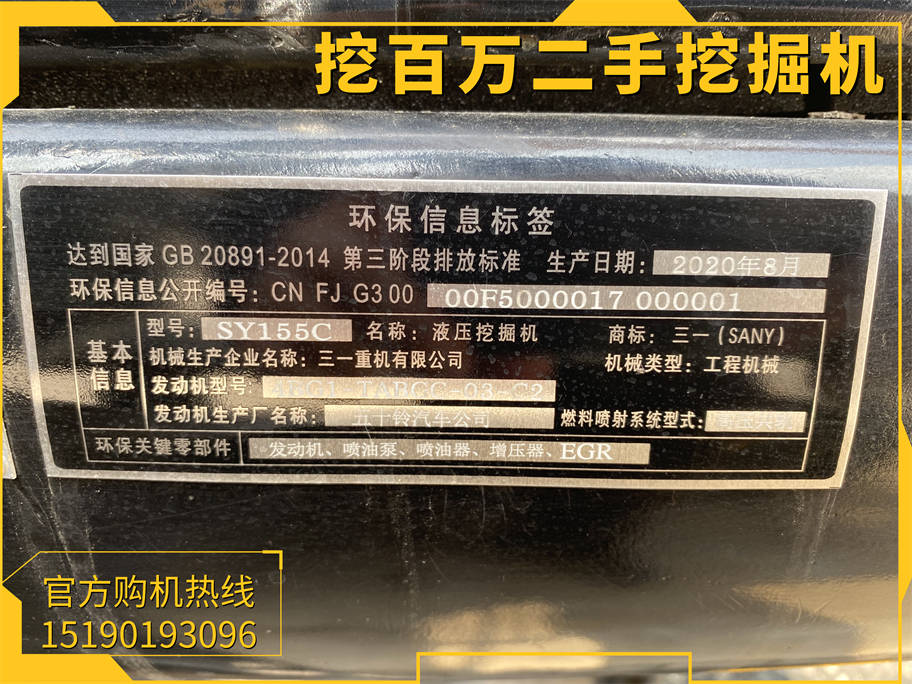 挖百万二手挖掘机
环保信息标签
达到国家 GB 20891-2014 第三阶段排放标准 生产日期: 2020年8月
环保信息公开编号: CN FJ G3 00 00F5000017 000001
基本信息
型号: SY155C 名称: 液压挖掘机 商标: 三一(SANY)
机械生产企业名称: 三一重机有限公司 机械类型: 工程机械
发动机型号:
发动机生产厂名称: 五十铃汽车公司 燃料喷射系统型式:
环保关键零部件 发动机、喷油泵、喷油器、增压器、EGR
官方购机热线
15190193096